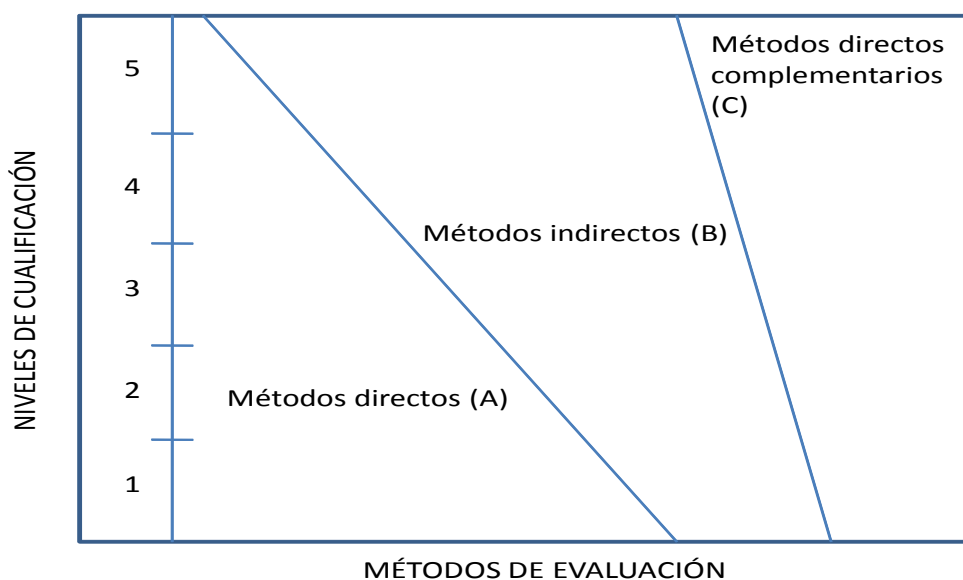 Métodos directos
complementarios
(C)
5
4
Métodos indirectos (B)
3
2
Métodos directos (A)
1
NIVELES DE CUALIFICACIÓN
MÉTODOS DE EVALUACIÓN